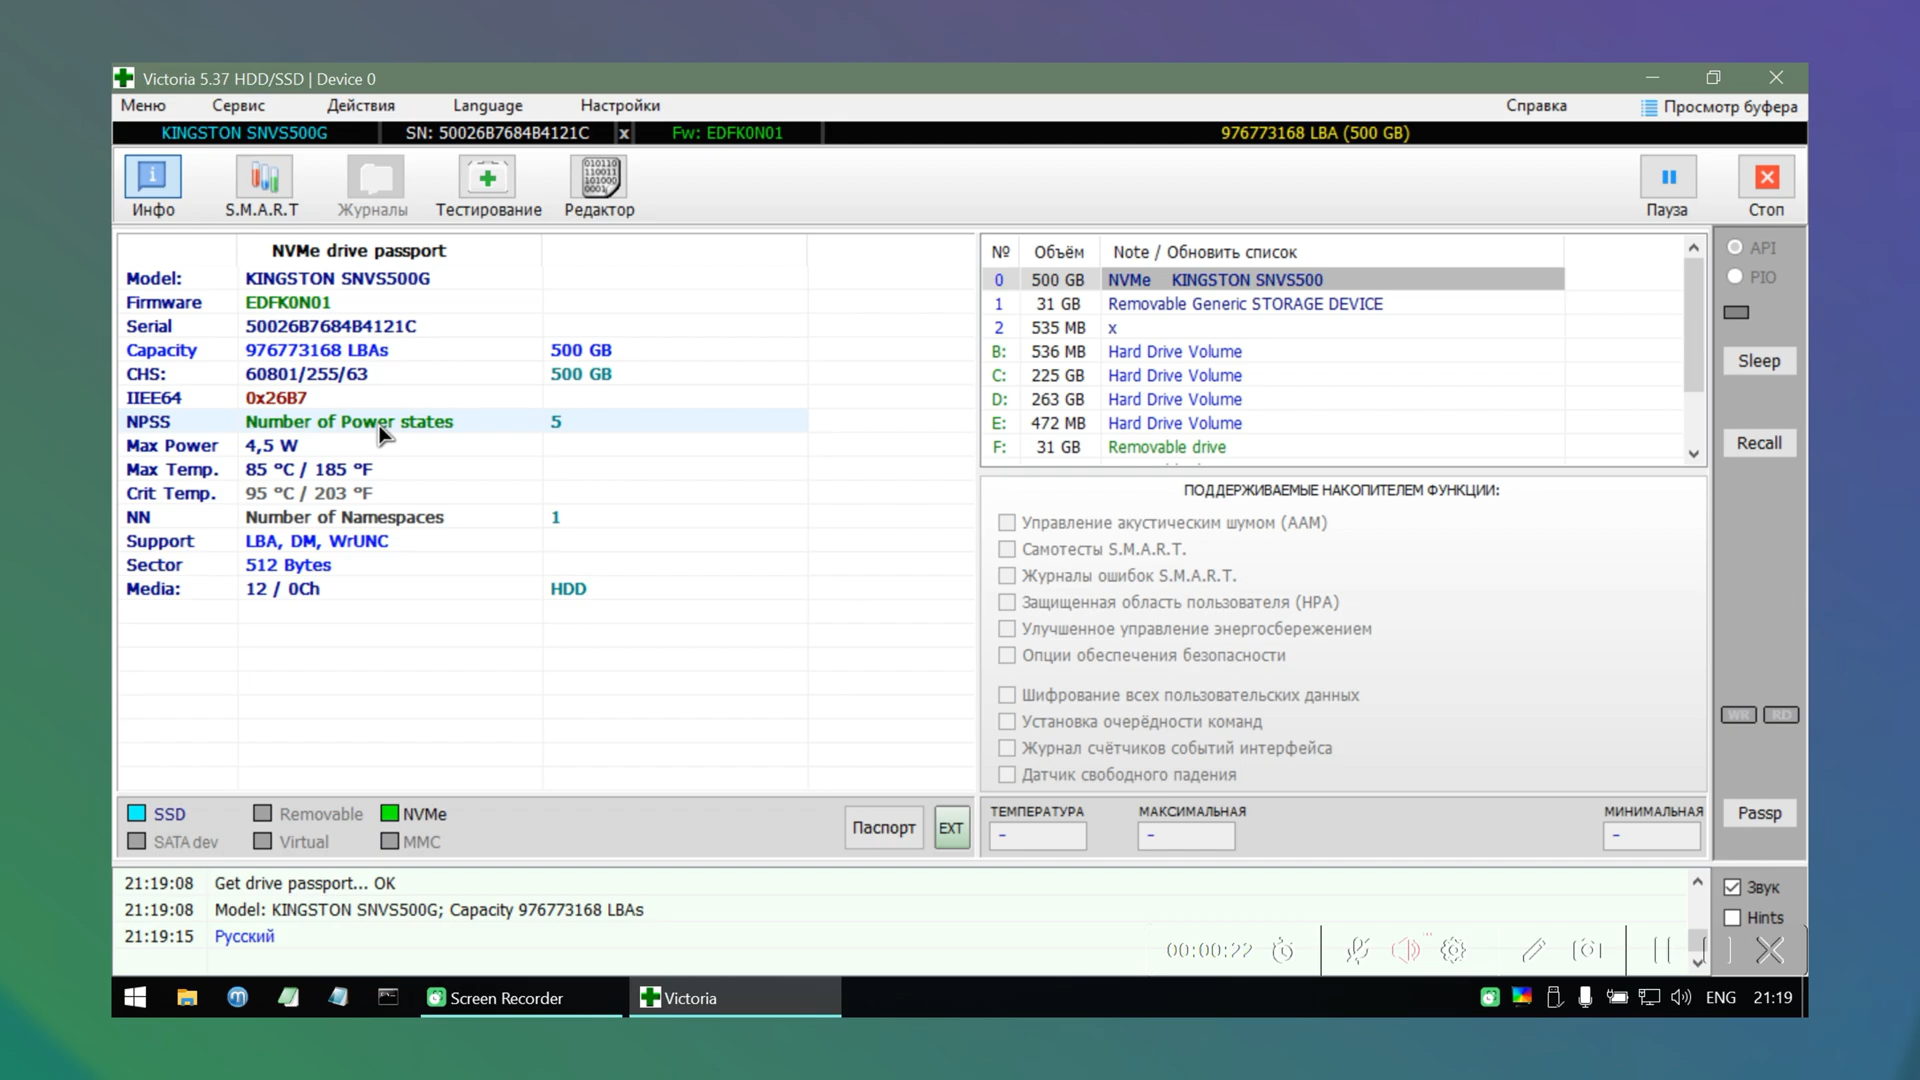 Victoria 5.37 HDD/SSD | Device 0
Меню Сервис Действия Language Настройки Справка Просмотр буфера
KINGSTON SNVS500G SN: 50026B7684B4121C x Fw: EDFK0N01 976773168 LBA (500 GB)
010110
110011
101000
0001
Инфо S.M.A.R.T Журналы Тестирование Редактор Пауза Стоп
NVMe drive passport
Model: KINGSTON SNVS500G
Firmware EDFK0N01
Serial 50026B7684B4121C
Capacity 976773168 LBAs 500 GB
CHS: 60801/255/63 500 GB
IIEE64 0x26B7
NPSS Number of Power states 5
Max Power 4,5 W
Max Temp. 85 °C / 185 °F
Crit Temp. 95 °C / 203 °F
NN Number of Namespaces 1
Support LBA, DM, WrUNC
Sector 512 Bytes
Media: 12 / 0Ch HDD
SSD Removable NVMe
SATA dev Virtual MMC
Паспорт EXT
№ Объём Note / Обновить список
0 500 GB NVMe KINGSTON SNVS500
1 31 GB Removable Generic STORAGE DEVICE
2 535 MB x
B: 536 MB Hard Drive Volume
C: 225 GB Hard Drive Volume
D: 263 GB Hard Drive Volume
E: 472 MB Hard Drive Volume
F: 31 GB Removable drive
ПОДДЕРЖИВАЕМЫЕ НАКОПИТЕЛЕМ ФУНКЦИИ:
Управление акустическим шумом (AAM)
Самотесты S.M.A.R.T.
Журналы ошибок S.M.A.R.T.
Защищенная область пользователя (HPA)
Улучшенное управление энергосбережением
Опции обеспечения безопасности
Шифрование всех пользовательских данных
Установка очерёдности команд
Журнал счётчиков событий интерфейса
Датчик свободного падения
ТЕМПЕРАТУРА МАКСИМАЛЬНАЯ МИНИМАЛЬНАЯ
- - -
API
PIO
Sleep
Recall
WR RD
Passp
21:19:08 Get drive passport... OK
21:19:08 Model: KINGSTON SNVS500G; Capacity 976773168 LBAs
21:19:15 Русский
Звук
Hints
00:00:22
Screen Recorder Victoria ENG 21:19